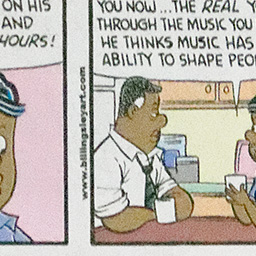 ON HIS
AND
HOURS!
www.billingsleyart.com
YOU NOW...THE REAL
THROUGH THE MUSIC YOU
HE THINKS MUSIC HAS
ABILITY TO SHAPE PEO